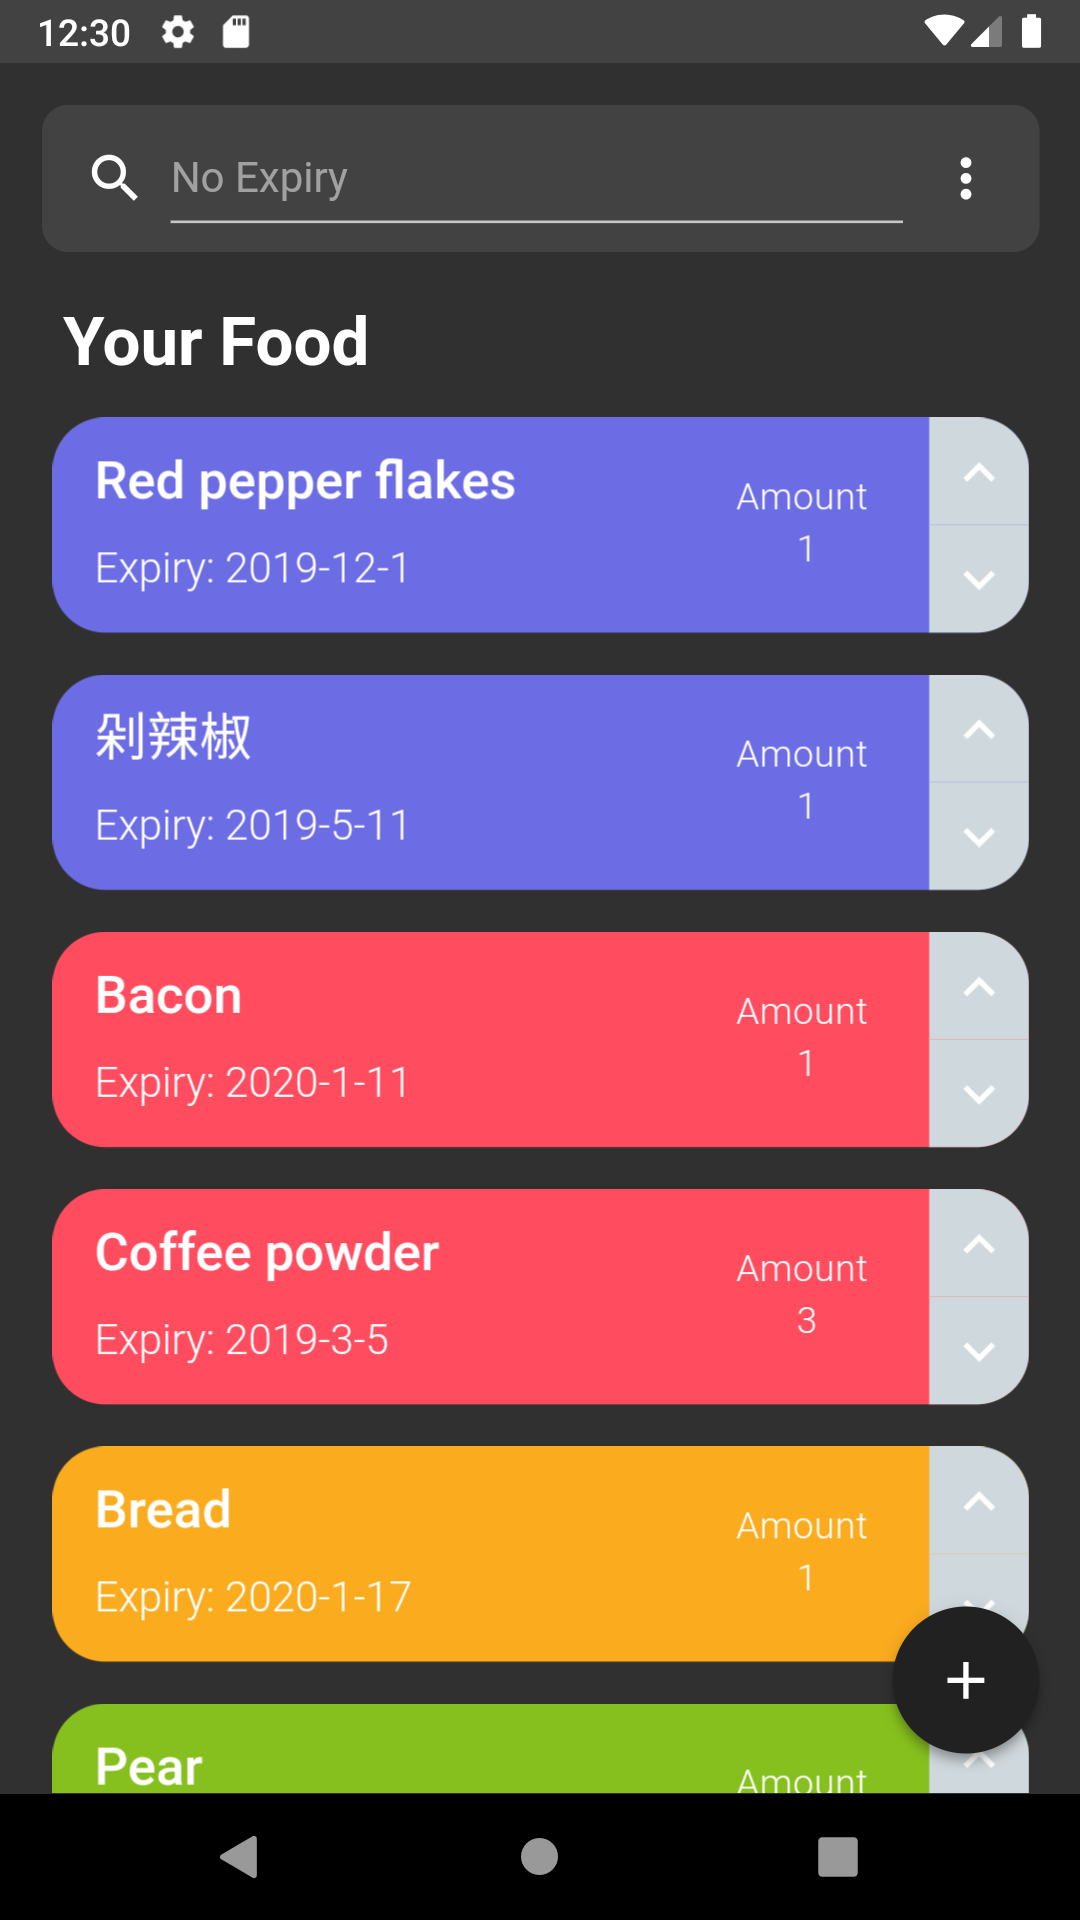 12:30
No Expiry
Your Food
Red pepper flakes
Amount
1
Expiry: 2019-12-1
剁辣椒
Amount
1
Expiry: 2019-5-11
Bacon
Amount
1
Expiry: 2020-1-11
Coffee powder
Amount
3
Expiry: 2019-3-5
Bread
Amount
1
Expiry: 2020-1-17
Pear
Amount